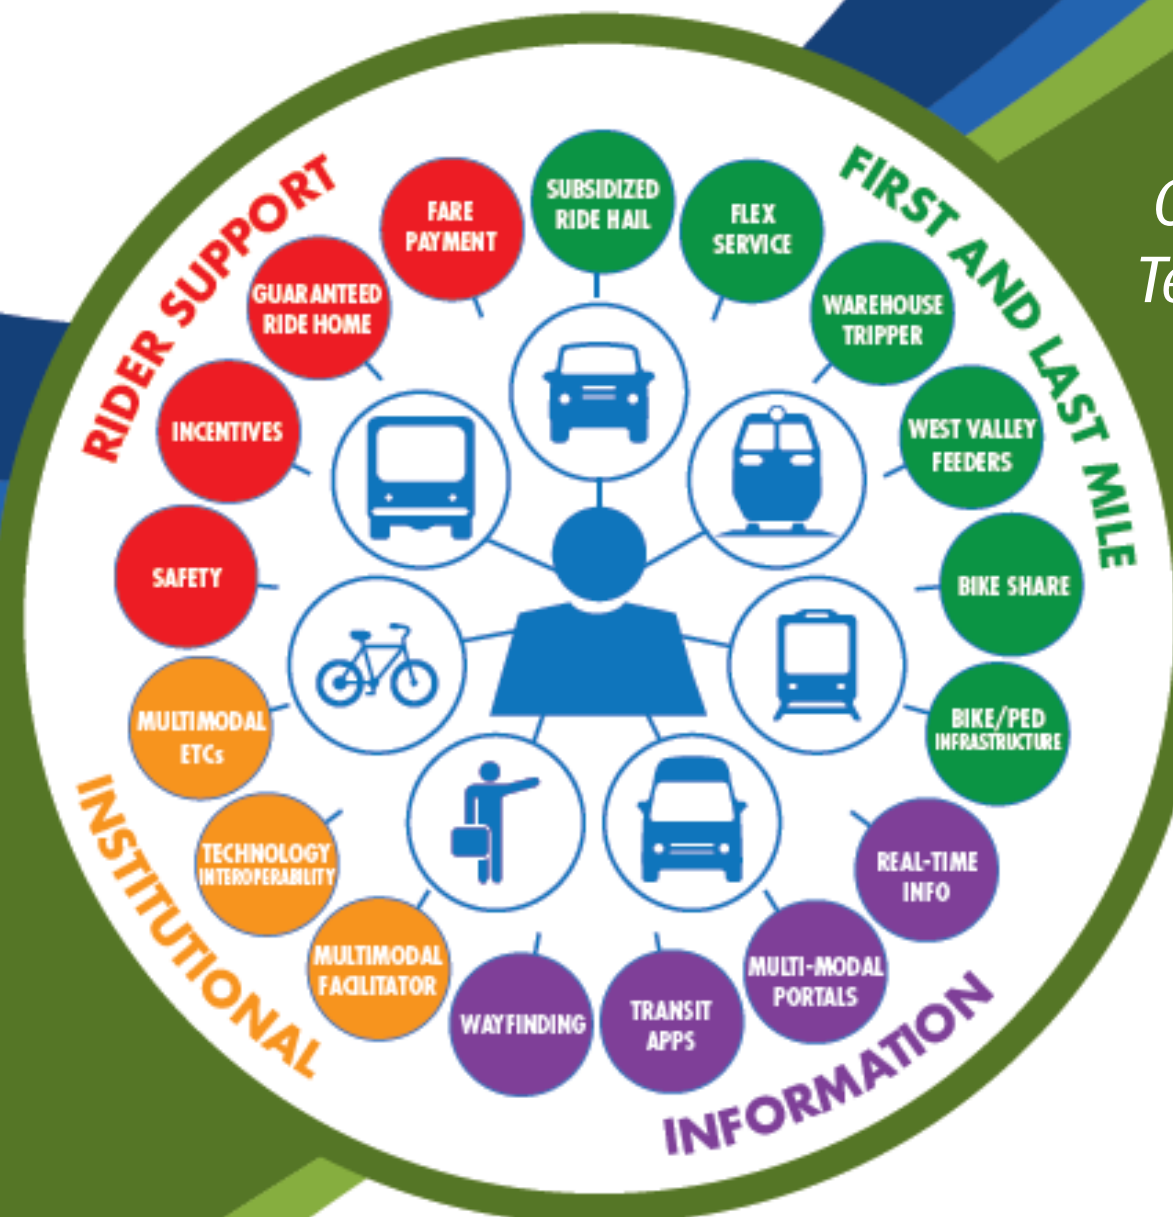 RIDER SUPPORT
FARE
PAYMENT
GUARANTEED
RIDE HOME
INCENTIVES
SAFETY
FIRST AND LAST MILE
SUBSIDIZED
RIDE HAIL
FLEX
SERVICE
WAREHOUSE
TRIPPER
WEST VALLEY
FEEDERS
BIKE SHARE
BIKE/PED
INFRASTRUCTURE
INSTITUTIONAL
MULTIMODAL
ETCs
TECHNOLOGY
INTEROPERABILITY
MULTIMODAL
FACILITATOR
INFORMATION
REAL-TIME
INFO
MULTI-MODAL
PORTALS
TRANSIT
APPS
WAYFINDING